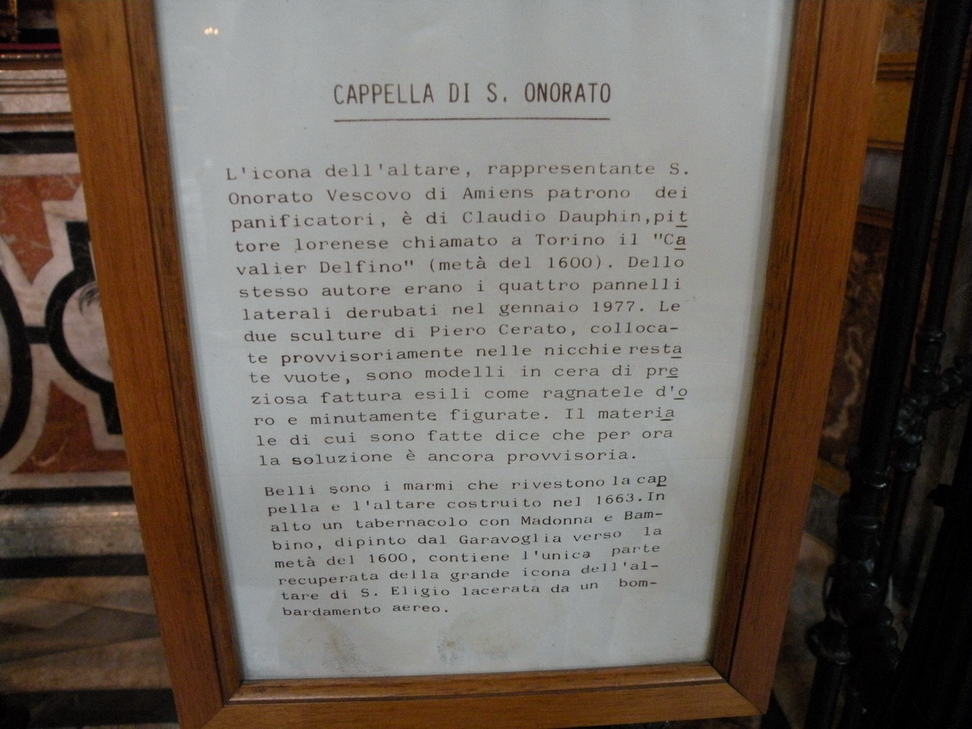 CAPPELLA DI S. ONORATO
L'icona dell'altare, rappresentante S.
Onorato Vescovo di Amiens patrono dei
panificatori, è di Claudio Dauphin,pit
tore lorenese chiamato a Torino il "Ca
valier Delfino" (metà del 1600). Dello
stesso autore erano i quattro pannelli
laterali derubati nel gennaio 1977. Le
due sculture di Piero Cerato, colloca-
te provvisoriamente nelle nicchie resta
te vuote, sono modelli in cera di pre
ziosa fattura esili come ragnatele d'o
ro e minutamente figurate. Il materia
le di cui sono fatte dice che per ora
la soluzione è ancora provvisoria.
Belli sono i marmi che rivestono la cap
pella e l'altare costruito nel 1663.In
alto un tabernacolo con Madonna e Bam-
bino, dipinto dal Garavoglia verso la
metà del 1600, contiene l'unica parte
recuperata della grande icona dell'al-
tare di S. Eligio lacerata da un bom-
bardamento aereo.